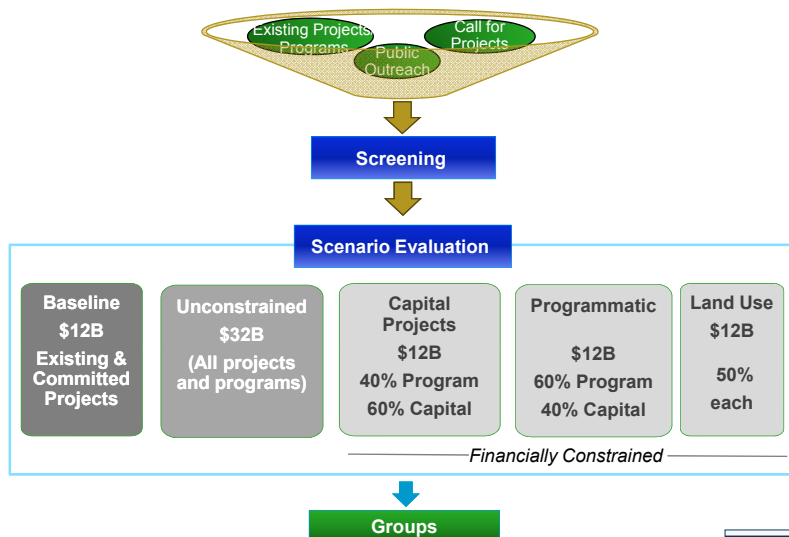 Existing Projects
Programs
Call for
Projects
Public
Outreach
Screening
Scenario Evaluation
Baseline
$12B
Existing &
Committed
Projects
Unconstrained
$32B
(All projects
and programs)
Capital
Projects
$12B
40% Program
60% Capital
Programmatic
$12B
60% Program
40% Capital
Land Use
$12B
50%
each
Financially Constrained
Groups